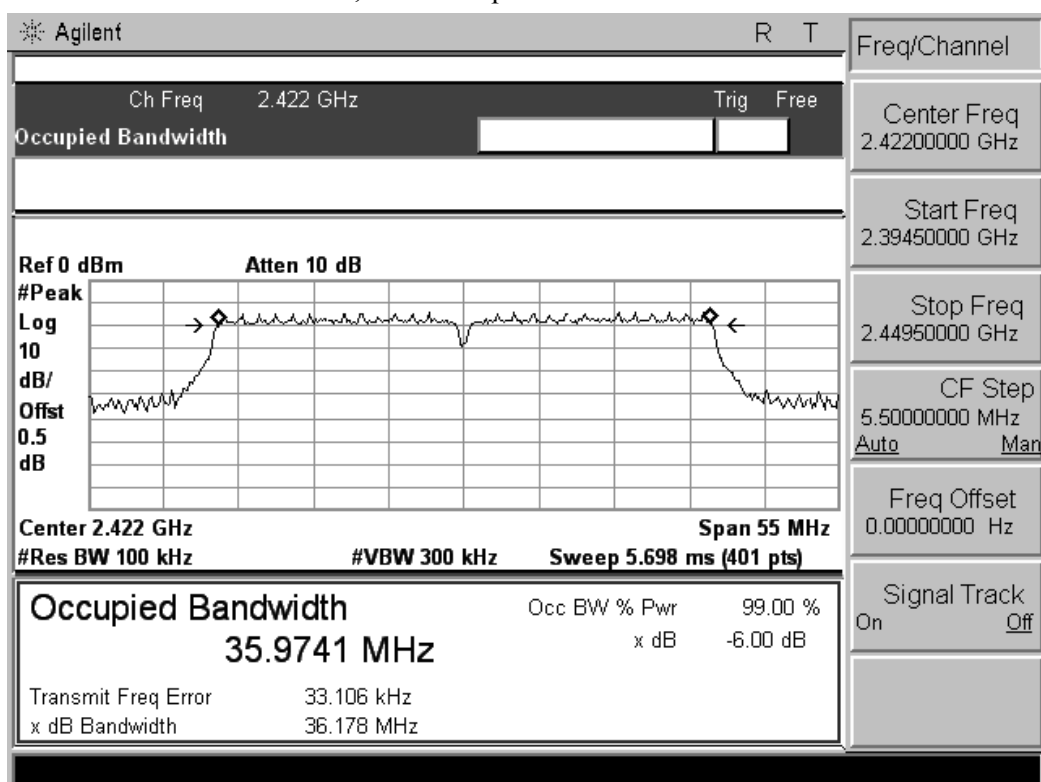 Agilent R T
Freq/Channel
Ch Freq 2.422 GHz Trig Free
Occupied Bandwidth
Center Freq
2.42200000 GHz
Start Freq
2.39450000 GHz
Stop Freq
2.44950000 GHz
CF Step
5.50000000 MHz
Auto Man
Freq Offset
0.00000000 Hz
Signal Track
On Off
Ref 0 dBm Atten 10 dB
#Peak
Log
10
dB/
Offst
0.5
dB
Center 2.422 GHz Span 55 MHz
#Res BW 100 kHz #VBW 300 kHz Sweep 5.698 ms (401 pts)
Occupied Bandwidth Occ BW % Pwr 99.00 %
35.9741 MHz x dB -6.00 dB
Transmit Freq Error 33.106 kHz
x dB Bandwidth 36.178 MHz